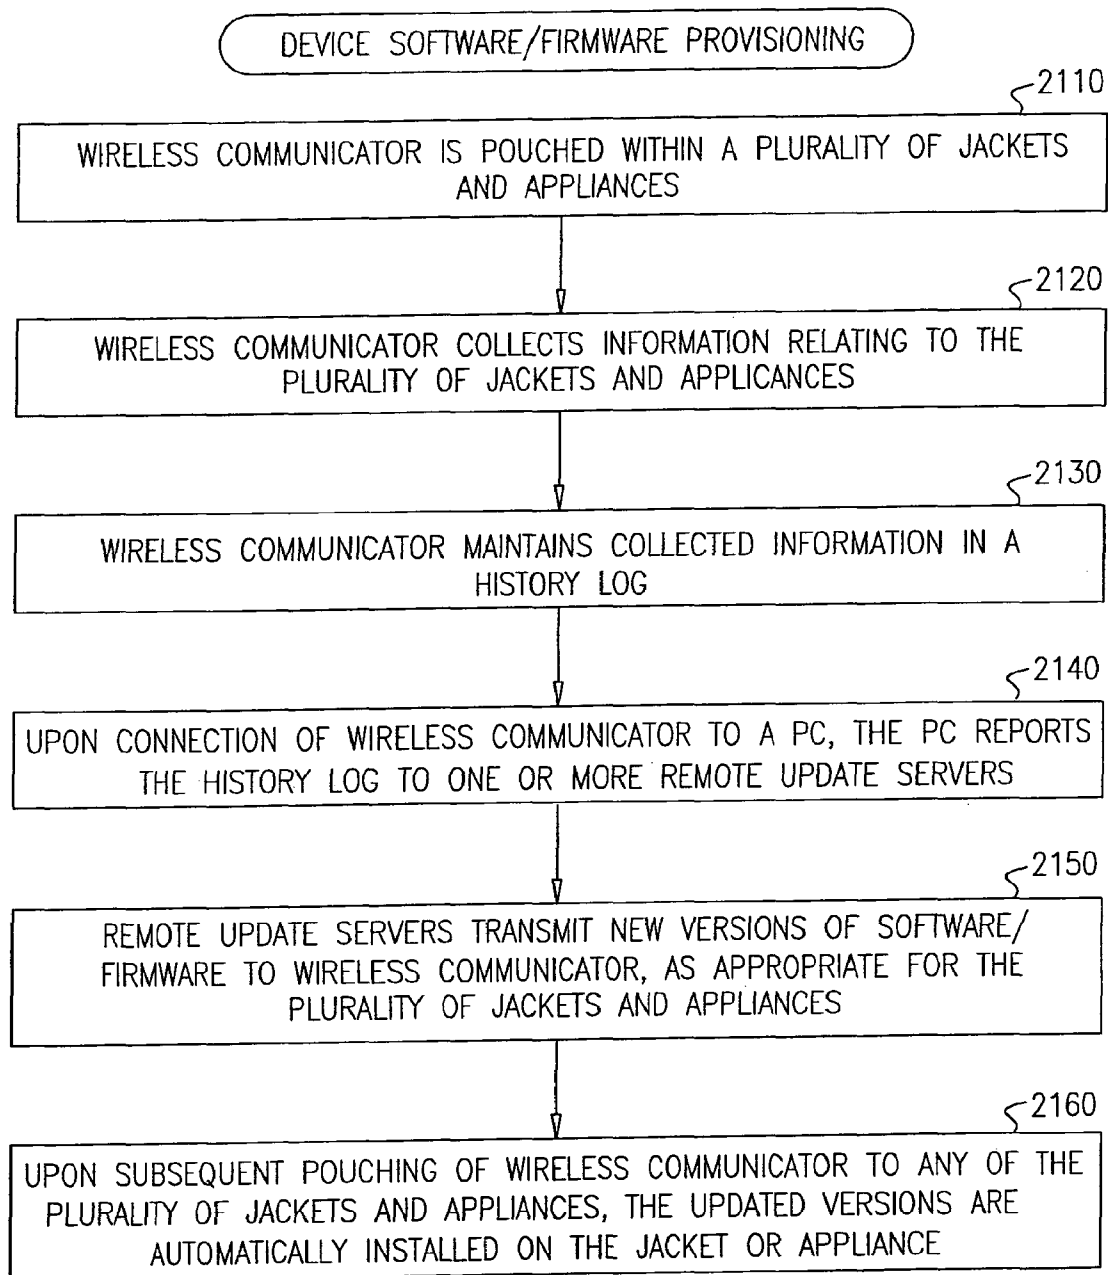 DEVICE SOFTWARE/FIRMWARE PROVISIONING
2110
WIRELESS COMMUNICATOR IS POUCHED WITHIN A PLURALITY OF JACKETS
AND APPLIANCES
2120
WIRELESS COMMUNICATOR COLLECTS INFORMATION RELATING TO THE
PLURALITY OF JACKETS AND APPLICANCES
2130
WIRELESS COMMUNICATOR MAINTAINS COLLECTED INFORMATION IN A
HISTORY LOG
2140
UPON CONNECTION OF WIRELESS COMMUNICATOR TO A PC, THE PC REPORTS
THE HISTORY LOG TO ONE OR MORE REMOTE UPDATE SERVERS
2150
REMOTE UPDATE SERVERS TRANSMIT NEW VERSIONS OF SOFTWARE/
FIRMWARE TO WIRELESS COMMUNICATOR, AS APPROPRIATE FOR THE
PLURALITY OF JACKETS AND APPLIANCES
2160
UPON SUBSEQUENT POUCHING OF WIRELESS COMMUNICATOR TO ANY OF THE
PLURALITY OF JACKETS AND APPLIANCES, THE UPDATED VERSIONS ARE
AUTOMATICALLY INSTALLED ON THE JACKET OR APPLIANCE